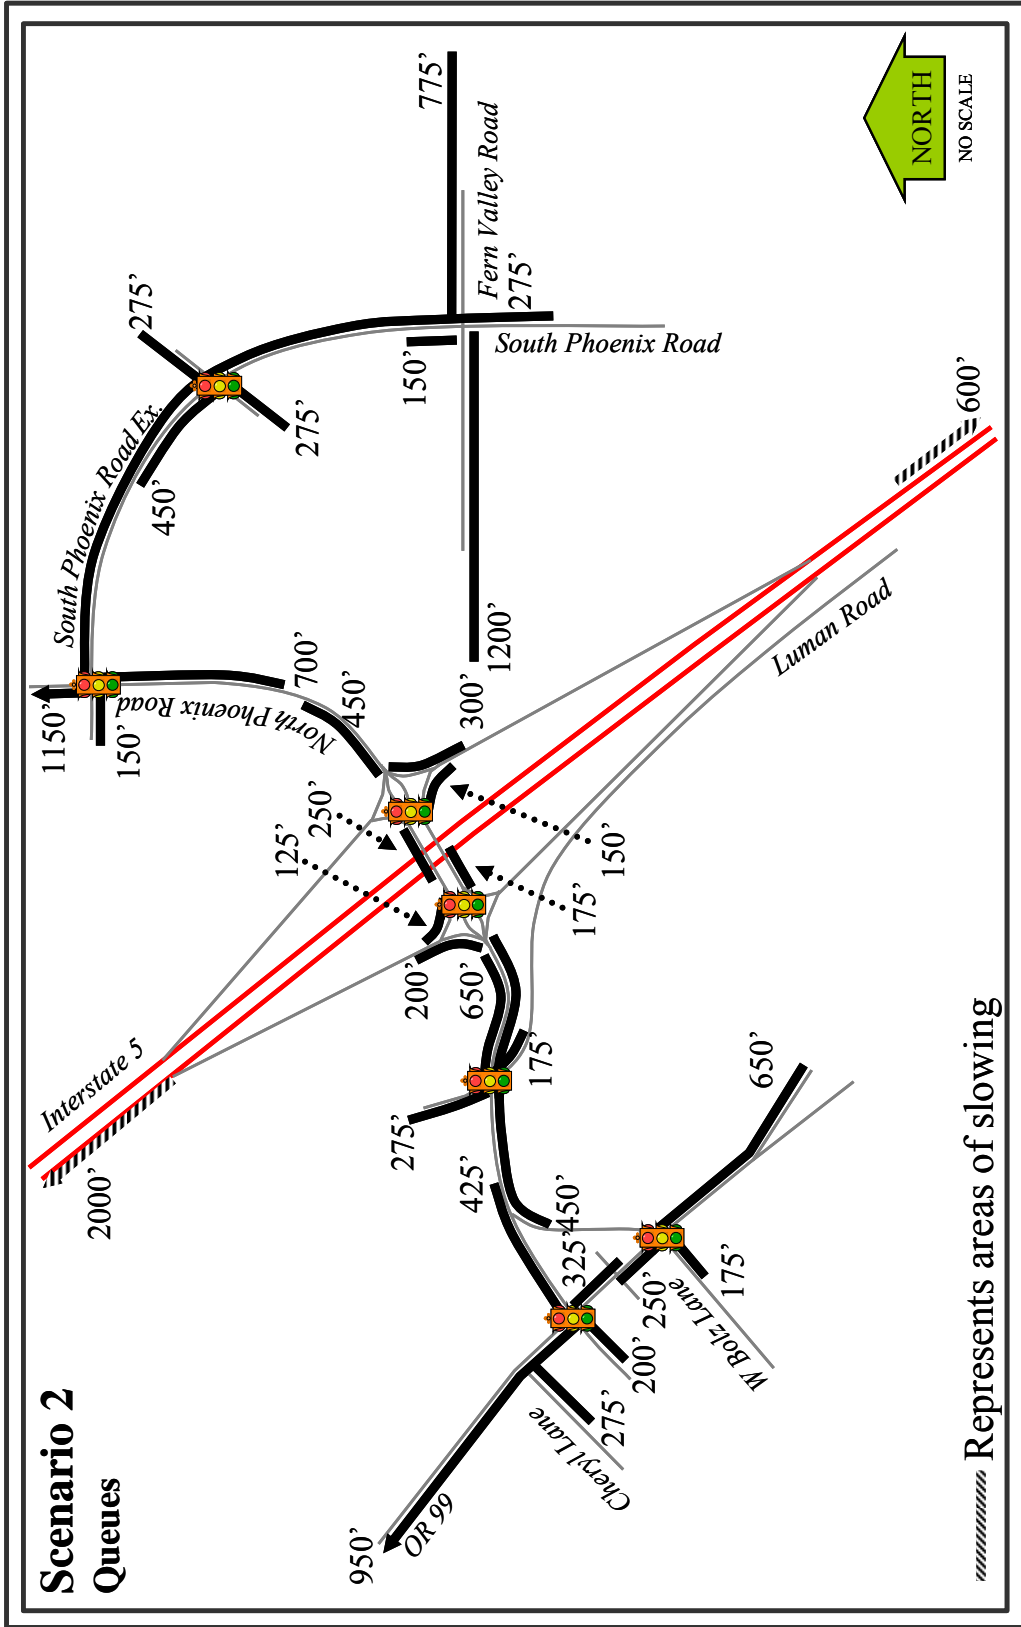 Scenario 2
Queues
775'
Fern Valley Road
275'
South Phoenix Road
150'
275'
275'
450'
South Phoenix Road Ex.
1150'
150'
North Phoenix Road
700'
450'
300'
1200'
600'
Luman Road
250'
125'
150'
175'
200'
650'
175'
275'
Interstate 5
2000'
425'
450'
325'
650'
250'
175'
W Bolz Lane
200'
275'
Cheryl Lane
950'
OR 99
NORTH
NO SCALE
Represents areas of slowing